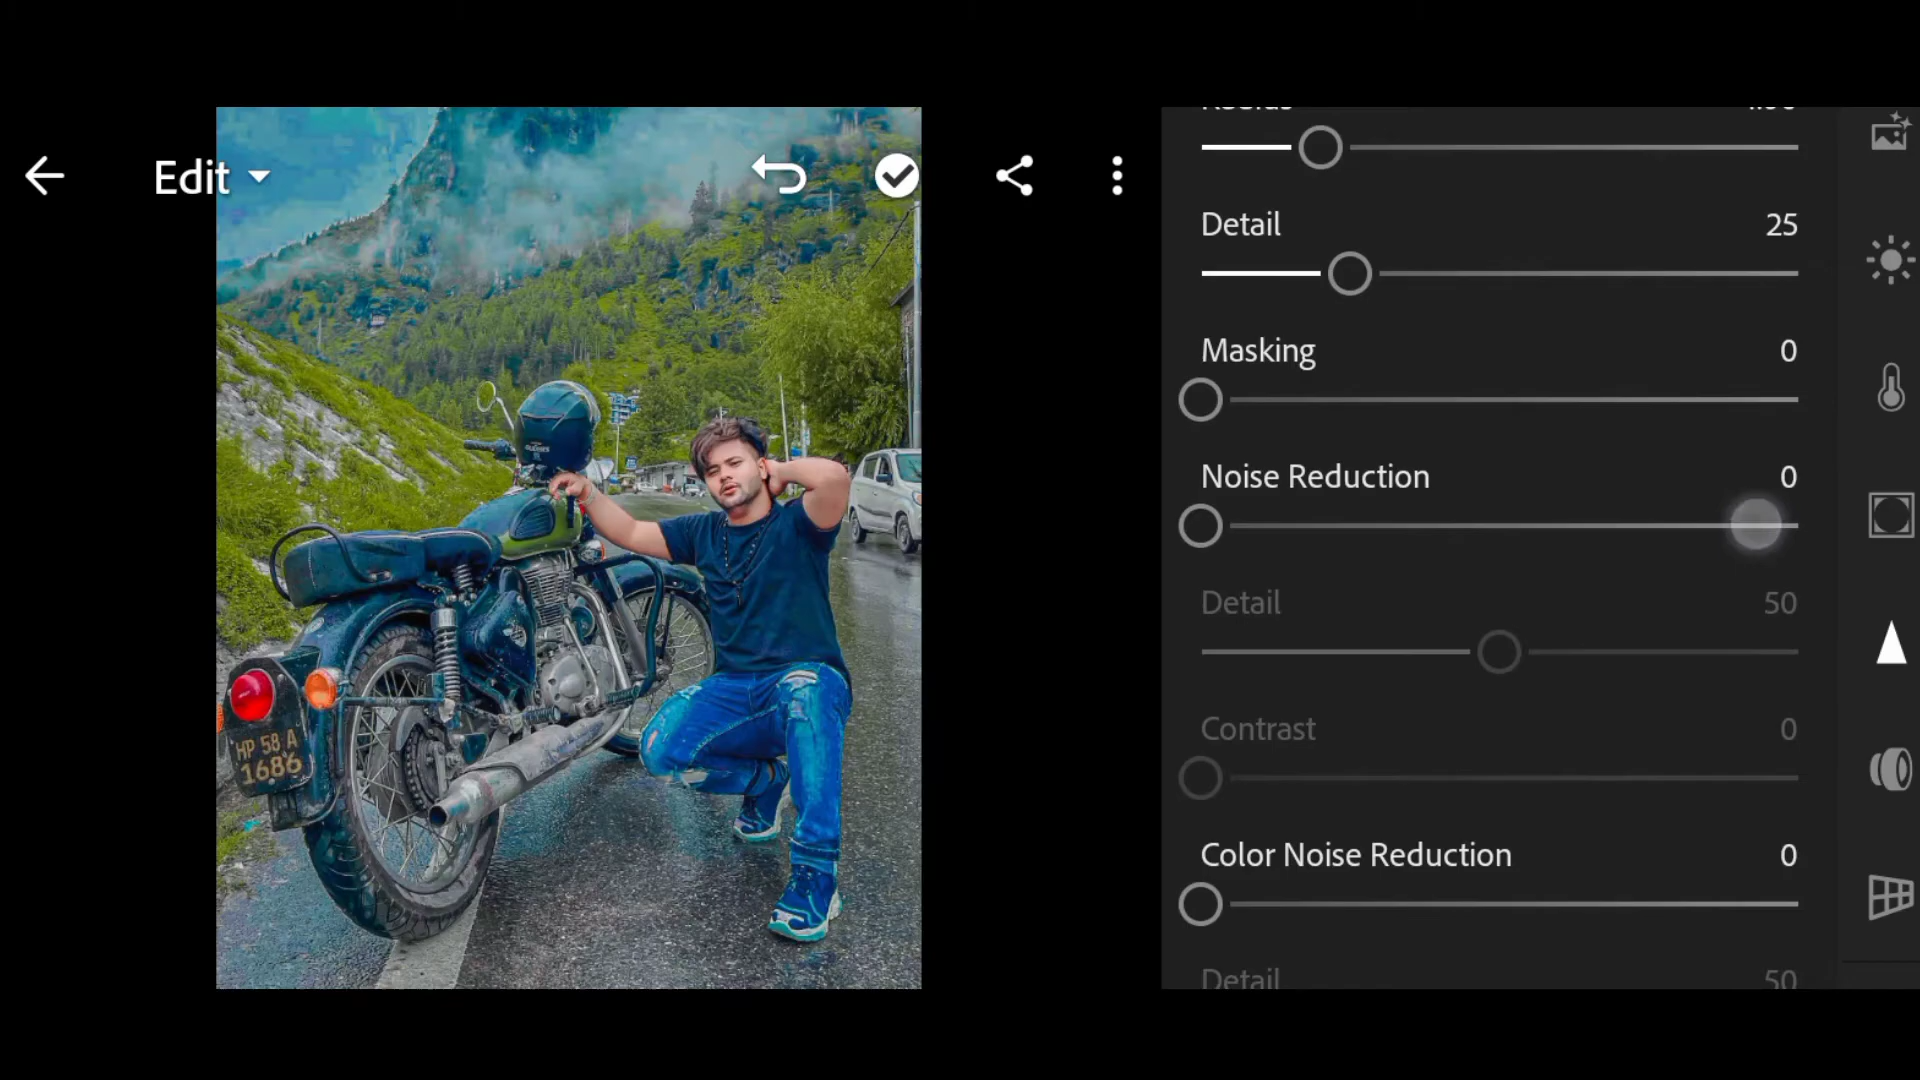 Edit
Detail 25
Masking 0
Noise Reduction 0
Detail 50
Contrast 0
Color Noise Reduction 0
Detail 50
HP 58 A
1686